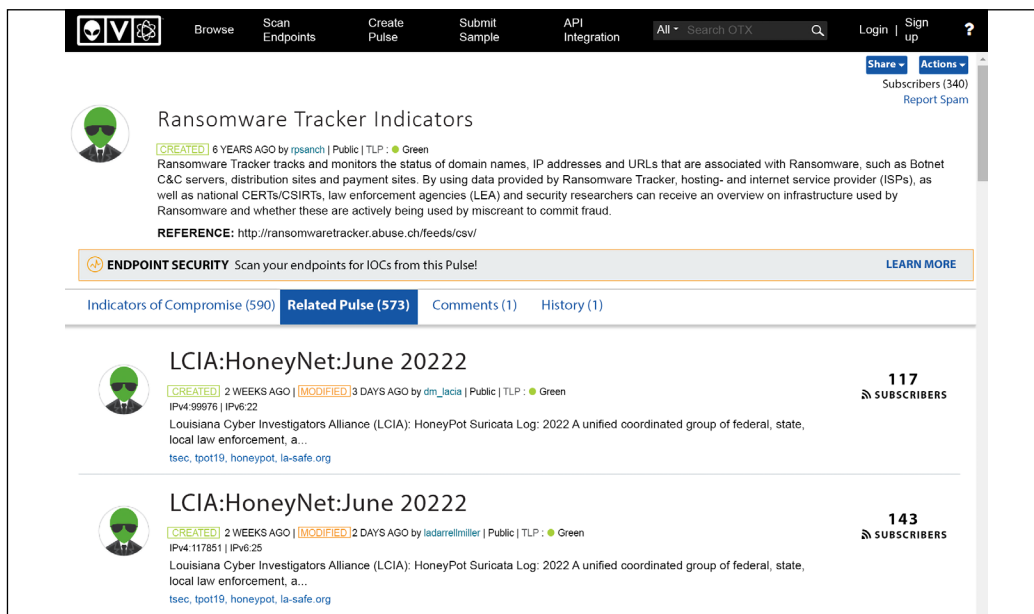 Browse
Scan Endpoints
Create Pulse
Submit Sample
API Integration
All
Search OTX
Login | Sign up ?
Share
Actions
Subscribers (340)
Report Spam
Ransomware Tracker Indicators
CREATED 6 YEARS AGO by rpsanch | Public | TLP : Green
Ransomware Tracker tracks and monitors the status of domain names, IP addresses and URLs that are associated with Ransomware, such as Botnet
C&C servers, distribution sites and payment sites. By using data provided by Ransomware Tracker, hosting- and internet service provider (ISPs), as
well as national CERTs/CSIRTs, law enforcement agencies (LEA) and security researchers can receive an overview on infrastructure used by
Ransomware and whether these are actively being used by miscreant to commit fraud.
REFERENCE: http://ransomwaretracker.abuse.ch/feeds/csv/
ENDPOINT SECURITY Scan your endpoints for IOCs from this Pulse! LEARN MORE
Indicators of Compromise (590) Related Pulse (573) Comments (1) History (1)
LCIA:HoneyNet:June 20222
CREATED 2 WEEKS AGO | MODIFIED 3 DAYS AGO by dm_lacia | Public | TLP : Green
IPv4:99976 | IPv6:22
Louisiana Cyber Investigators Alliance (LCIA): HoneyPot Suricata Log: 2022 A unified coordinated group of federal, state,
local law enforcement, a...
tsec, tpot19, honeypot, la-safe.org
117
SUBSCRIBERS
LCIA:HoneyNet:June 20222
CREATED 2 WEEKS AGO | MODIFIED 2 DAYS AGO by ladarrellmiller | Public | TLP : Green
IPv4:117851 | IPv6:25
Louisiana Cyber Investigators Alliance (LCIA): HoneyPot Suricata Log: 2022 A unified coordinated group of federal, state,
local law enforcement, a...
tsec, tpot19, honeypot, la-safe.org
143
SUBSCRIBERS